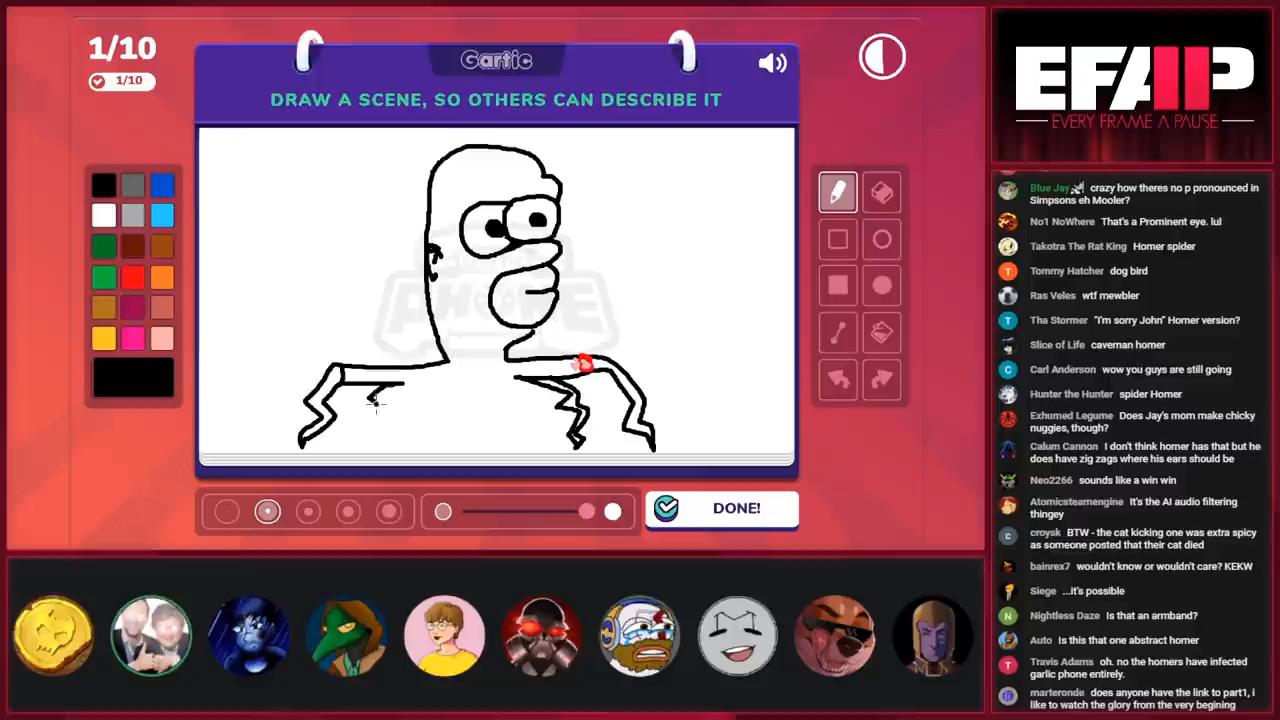 1/10
1/10
Gartic
DRAW A SCENE, SO OTHERS CAN DESCRIBE IT
PHONE
DONE!
EFAP
EVERY FRAME A PAUSE
Blue Jay crazy how theres no p pronounced in
Simpsons eh Mooler?
No1 NoWhere That's a Prominent eye. lul
Takotra The Rat King Homer spider
Tommy Hatcher dog bird
Ras Veles wtf mewbler
Tha Stormer "I'm sorry John" Homer version?
Slice of Life caverman homer
Carl Anderson wow you guys are still going
Hunter the Hunter spider Homer
Exhumed Legume Does Jay's mom make chicky
nuggies, though?
Calum Cannon I don't think homer has that but he
does have zig zags where his ears should be
Neo2266 sounds like a win win
Atomicsteamengine It's the AI audio filtering
thingey
croysk BTW - the cat kicking one was extra spicy
as someone posted that their cat died
bainrex7 wouldn't know or wouldn't care? KEKW
Siege ...it's possible
Nightless Daze Is that an armband?
Auto Is this that one abstract homer
Travis Adams oh. no the homers have infected
garlic phone entirely.
marteronde does anyone have the link to part1, i
like to watch the glory from the very begining